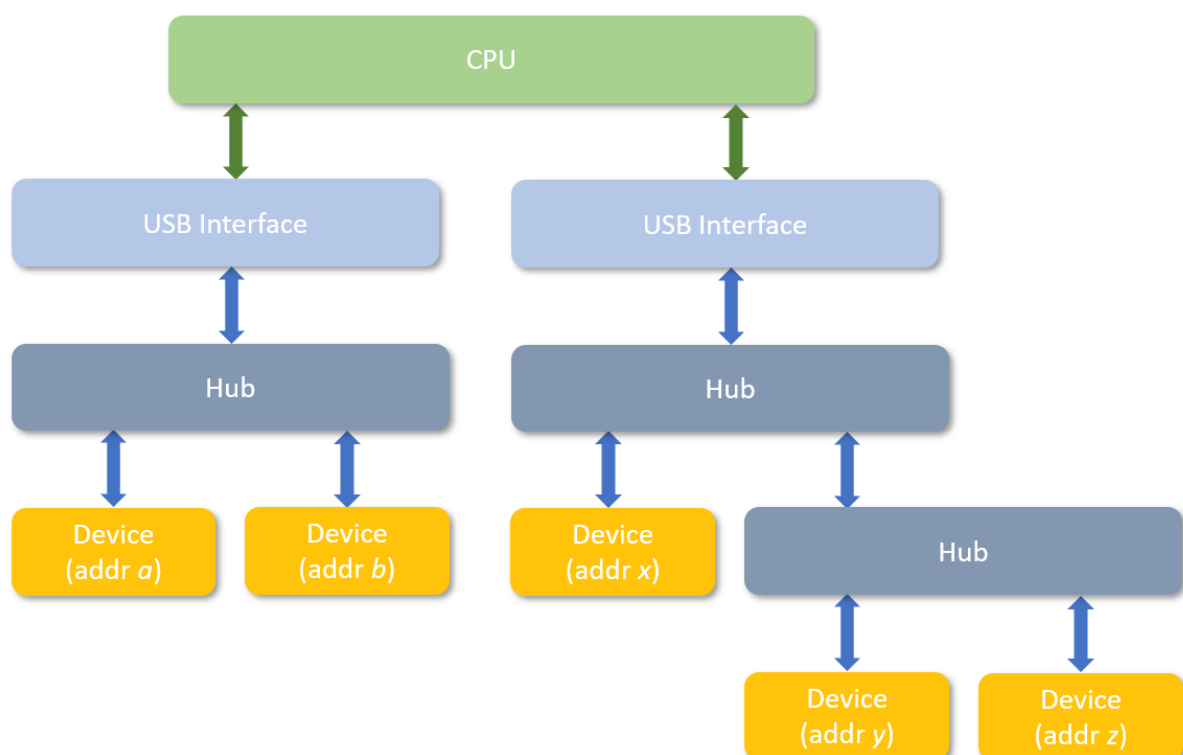 CPU
USB Interface
USB Interface
Hub
Hub
Device
(addr a)
Device
(addr b)
Device
(addr x)
Hub
Device
(addr y)
Device
(addr z)